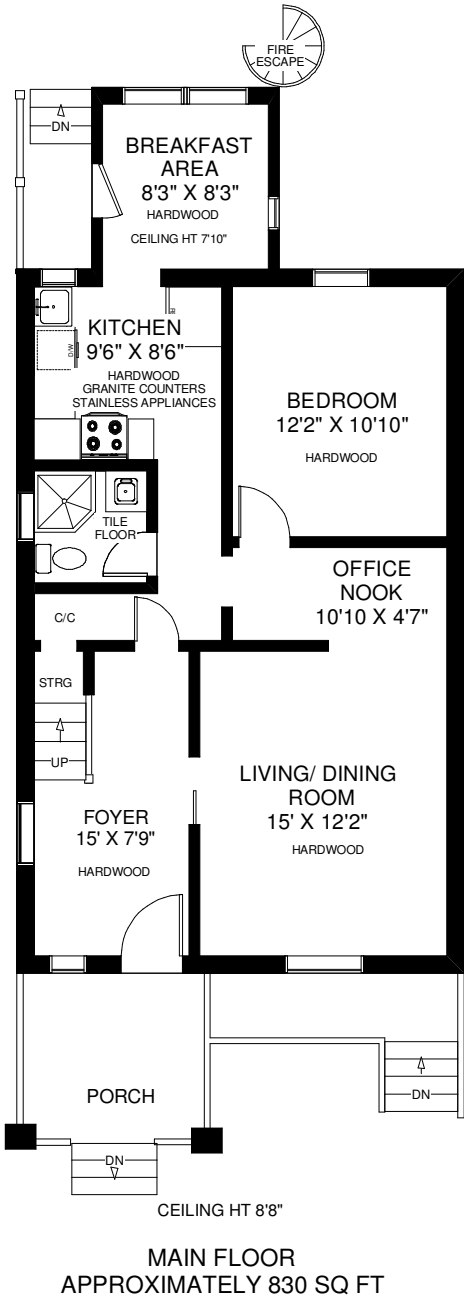 FIRE
ESCAPE
DN
BREAKFAST
AREA
8'3" X 8'3"
HARDWOOD
CEILING HT 7'10"
KITCHEN
9'6" X 8'6"
D/W
HARDWOOD
GRANITE COUNTERS
STAINLESS APPLIANCES
BEDROOM
12'2" X 10'10"
HARDWOOD
TILE
FLOOR
OFFICE
NOOK
10'10 X 4'7"
C/C
STRG
UP
LIVING/ DINING
ROOM
15' X 12'2"
HARDWOOD
FOYER
15' X 7'9"
HARDWOOD
PORCH
DN
DN
CEILING HT 8'8"
MAIN FLOOR
APPROXIMATELY 830 SQ FT